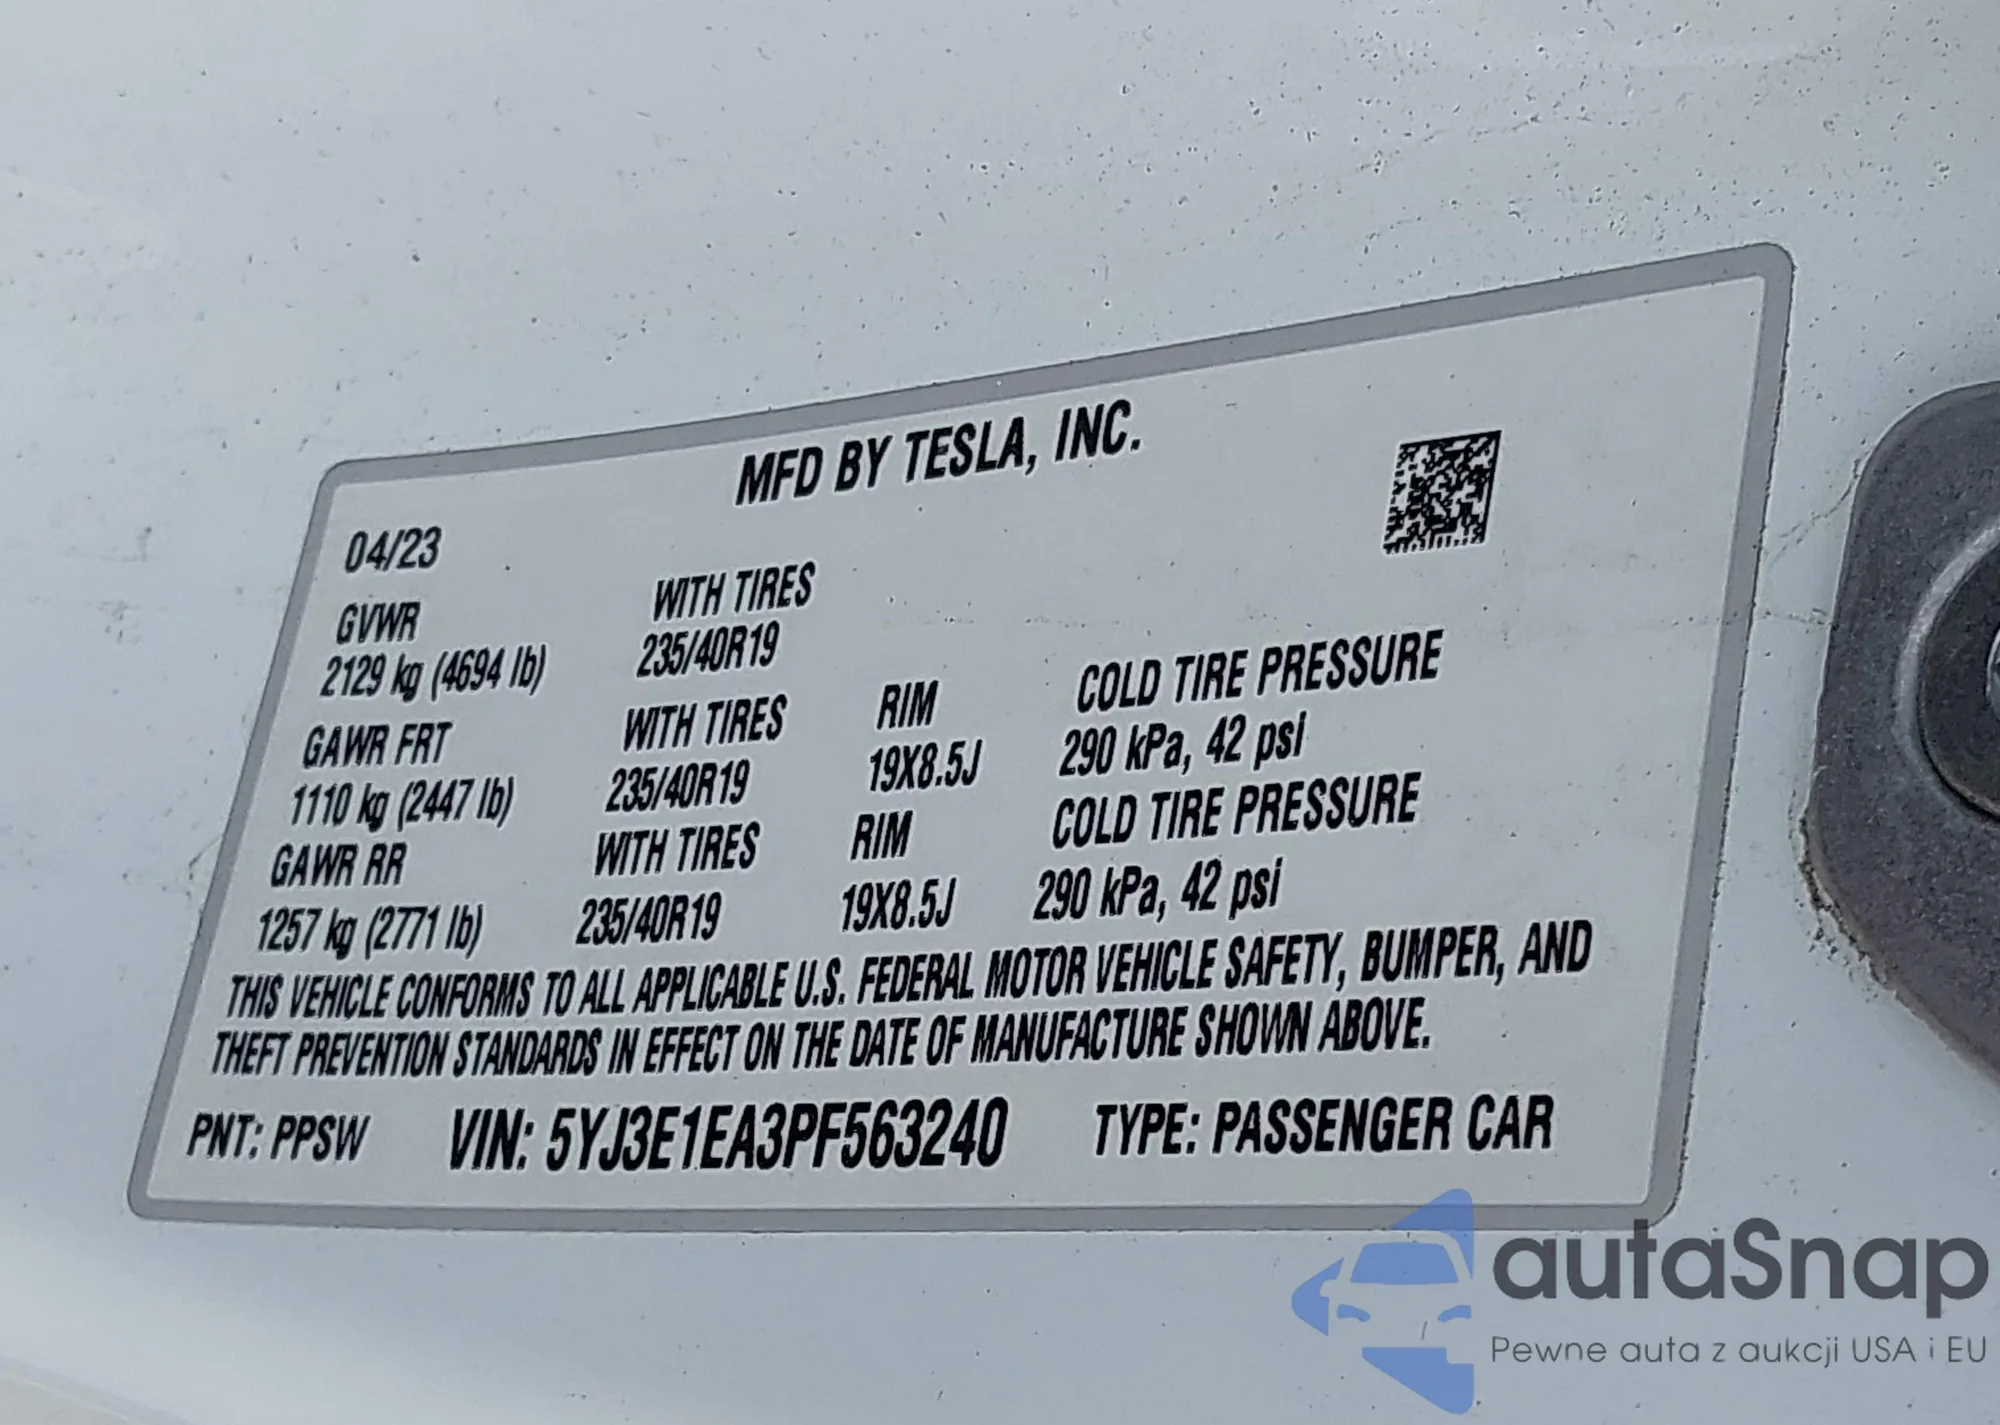 MFD BY TESLA, INC.
04/23
GVWR WITH TIRES
2129 kg (4694 lb) 235/40R19
GAWR FRT WITH TIRES RIM COLD TIRE PRESSURE
1110 kg (2447 lb) 235/40R19 19X8.5J 290 kPa, 42 psi
GAWR RR WITH TIRES RIM COLD TIRE PRESSURE
1257 kg (2771 lb) 235/40R19 19X8.5J 290 kPa, 42 psi
THIS VEHICLE CONFORMS TO ALL APPLICABLE U.S. FEDERAL MOTOR VEHICLE SAFETY, BUMPER, AND
THEFT PREVENTION STANDARDS IN EFFECT ON THE DATE OF MANUFACTURE SHOWN ABOVE.
PNT: PPSW VIN: 5YJ3E1EA3PF563240 TYPE: PASSENGER CAR
autaSnap
Pewne auta z aukcji USA i EU